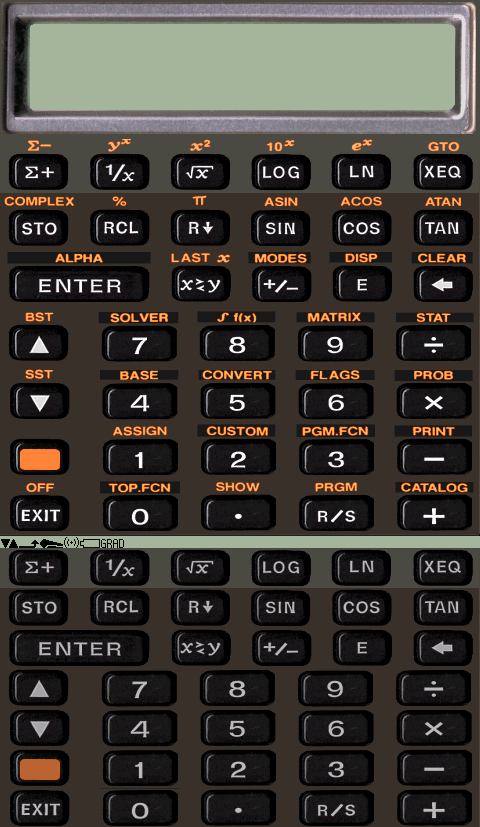 Σ− yˣ x² 10ˣ eˣ GTO
Σ+ 1/x √x LOG LN XEQ
COMPLEX % π ASIN ACOS ATAN
STO RCL R↓ SIN COS TAN
ALPHA LAST x MODES DISP CLEAR
ENTER x≷y +/− E ←
BST SOLVER ∫f(x) MATRIX STAT
▲ 7 8 9 ÷
SST BASE CONVERT FLAGS PROB
▼ 4 5 6 ×
ASSIGN CUSTOM PGM.FCN PRINT
1 2 3 −
OFF TOP.FCN SHOW PRGM CATALOG
EXIT 0 . R/S +
▼▲ GRAD
Σ+ 1/x √x LOG LN XEQ
STO RCL R↓ SIN COS TAN
ENTER x≷y +/− E ←
▲ 7 8 9 ÷
▼ 4 5 6 ×
1 2 3 −
EXIT 0 . R/S +